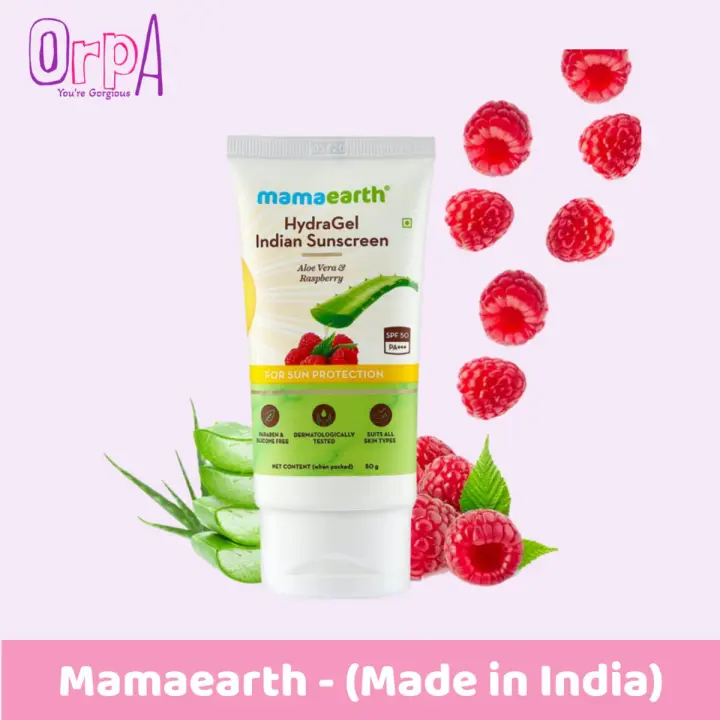 OrpA
You're Gorgious
mamaearth®
HydraGel
Indian Sunscreen
Aloe Vera &
Raspberry
SPF 50
PA+++
FOR SUN PROTECTION
PARABEN &
SILICONE FREE
DERMATOLOGICALLY
TESTED
SUITS ALL
SKIN TYPES
NET CONTENT (when packed) 50 g
Mamaearth - (Made in India)